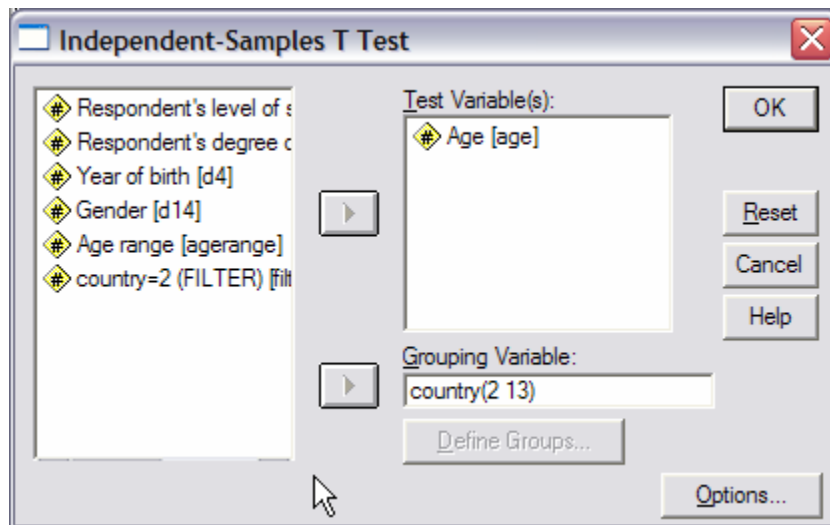 Independent-Samples T Test
Respondent's level of
Respondent's degree
Year of birth [d4]
Gender [d14]
Age range [agerange]
country=2 (FILTER) [filt
Test Variable(s):
Age [age]
Grouping Variable:
country(2 13)
Define Groups...
OK
Reset
Cancel
Help
Options...